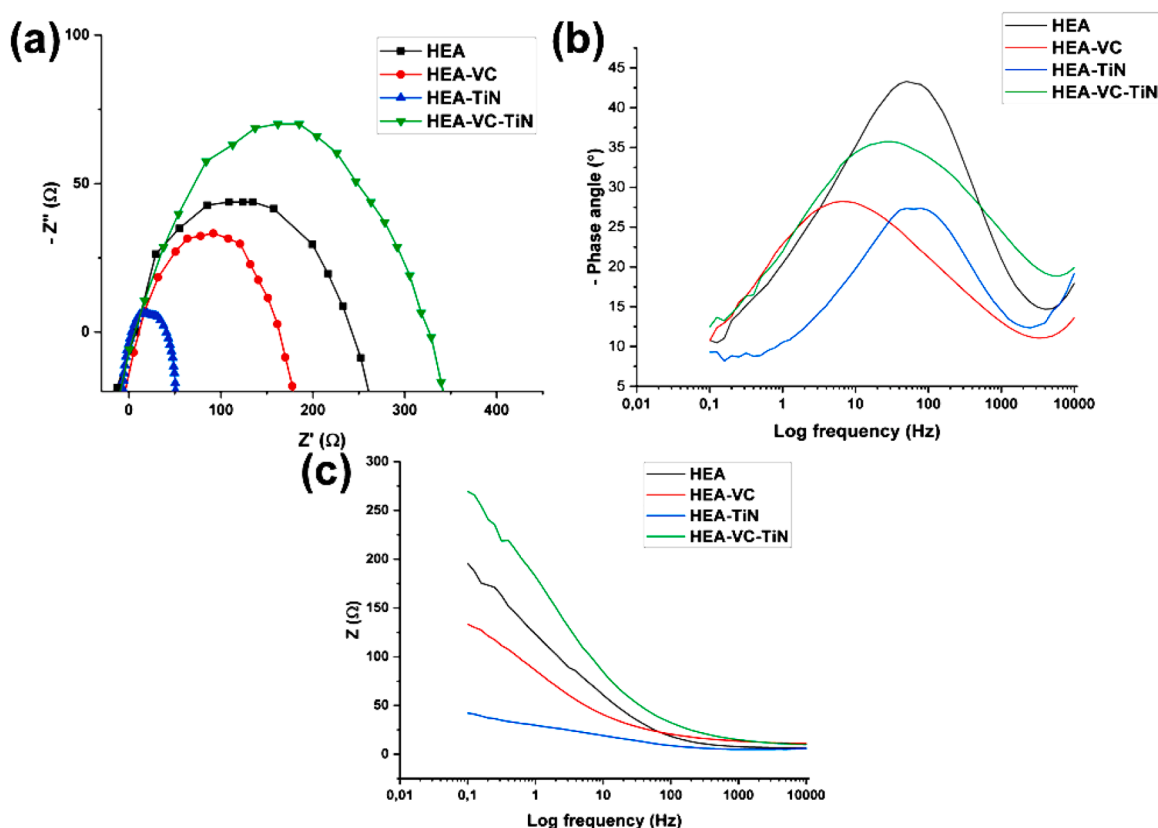 (a)
HEA
HEA-VC
HEA-TiN
HEA-VC-TiN
100
50
0
- Z'' (Ω)
0
100
200
300
400
Z' (Ω)
(b)
HEA
HEA-VC
HEA-TiN
HEA-VC-TiN
45
40
35
30
25
20
15
10
5
- Phase angle (°)
0,01
0,1
1
10
100
1000
10000
Log frequency (Hz)
(c)
HEA
HEA-VC
HEA-TiN
HEA-VC-TiN
300
250
200
150
100
50
0
Z (Ω)
0,01
0,1
1
10
100
1000
10000
Log frequency (Hz)